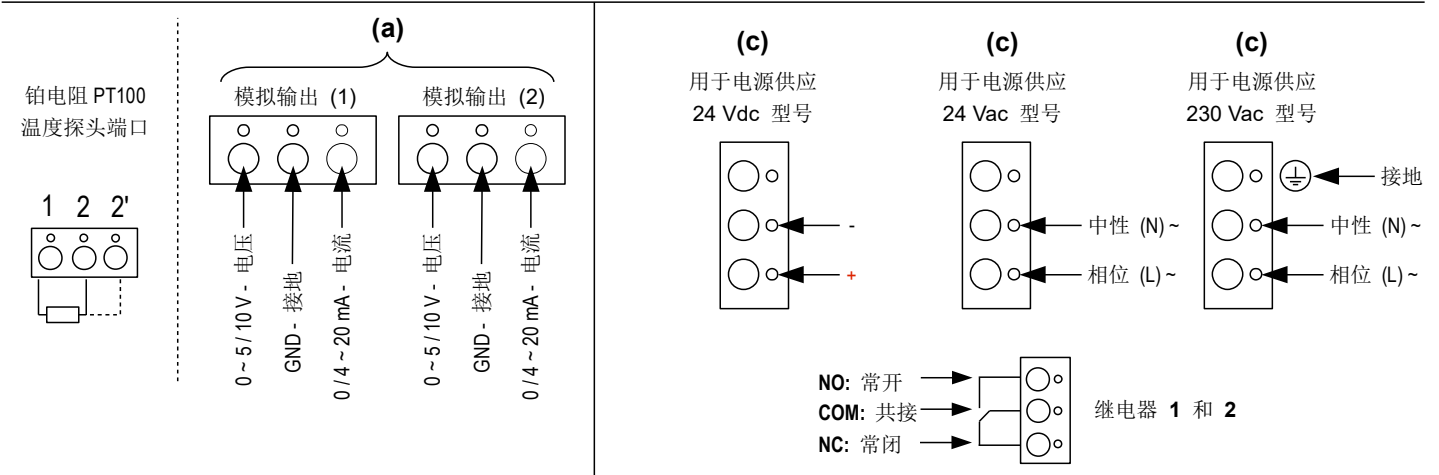 铂电阻 PT100
温度探头端口
1 2 2'
(a)
模拟输出 (1)
模拟输出 (2)
0 ~ 5 / 10 V - 电压
GND - 接地
0 / 4 ~ 20 mA - 电流
0 ~ 5 / 10 V - 电压
GND - 接地
0 / 4 ~ 20 mA - 电流
(c)
用于电源供应
24 Vdc 型号
-
+
(c)
用于电源供应
24 Vac 型号
中性 (N) ~
相位 (L) ~
(c)
用于电源供应
230 Vac 型号
接地
中性 (N) ~
相位 (L) ~
NO: 常开
COM: 共接
NC: 常闭
继电器 1 和 2